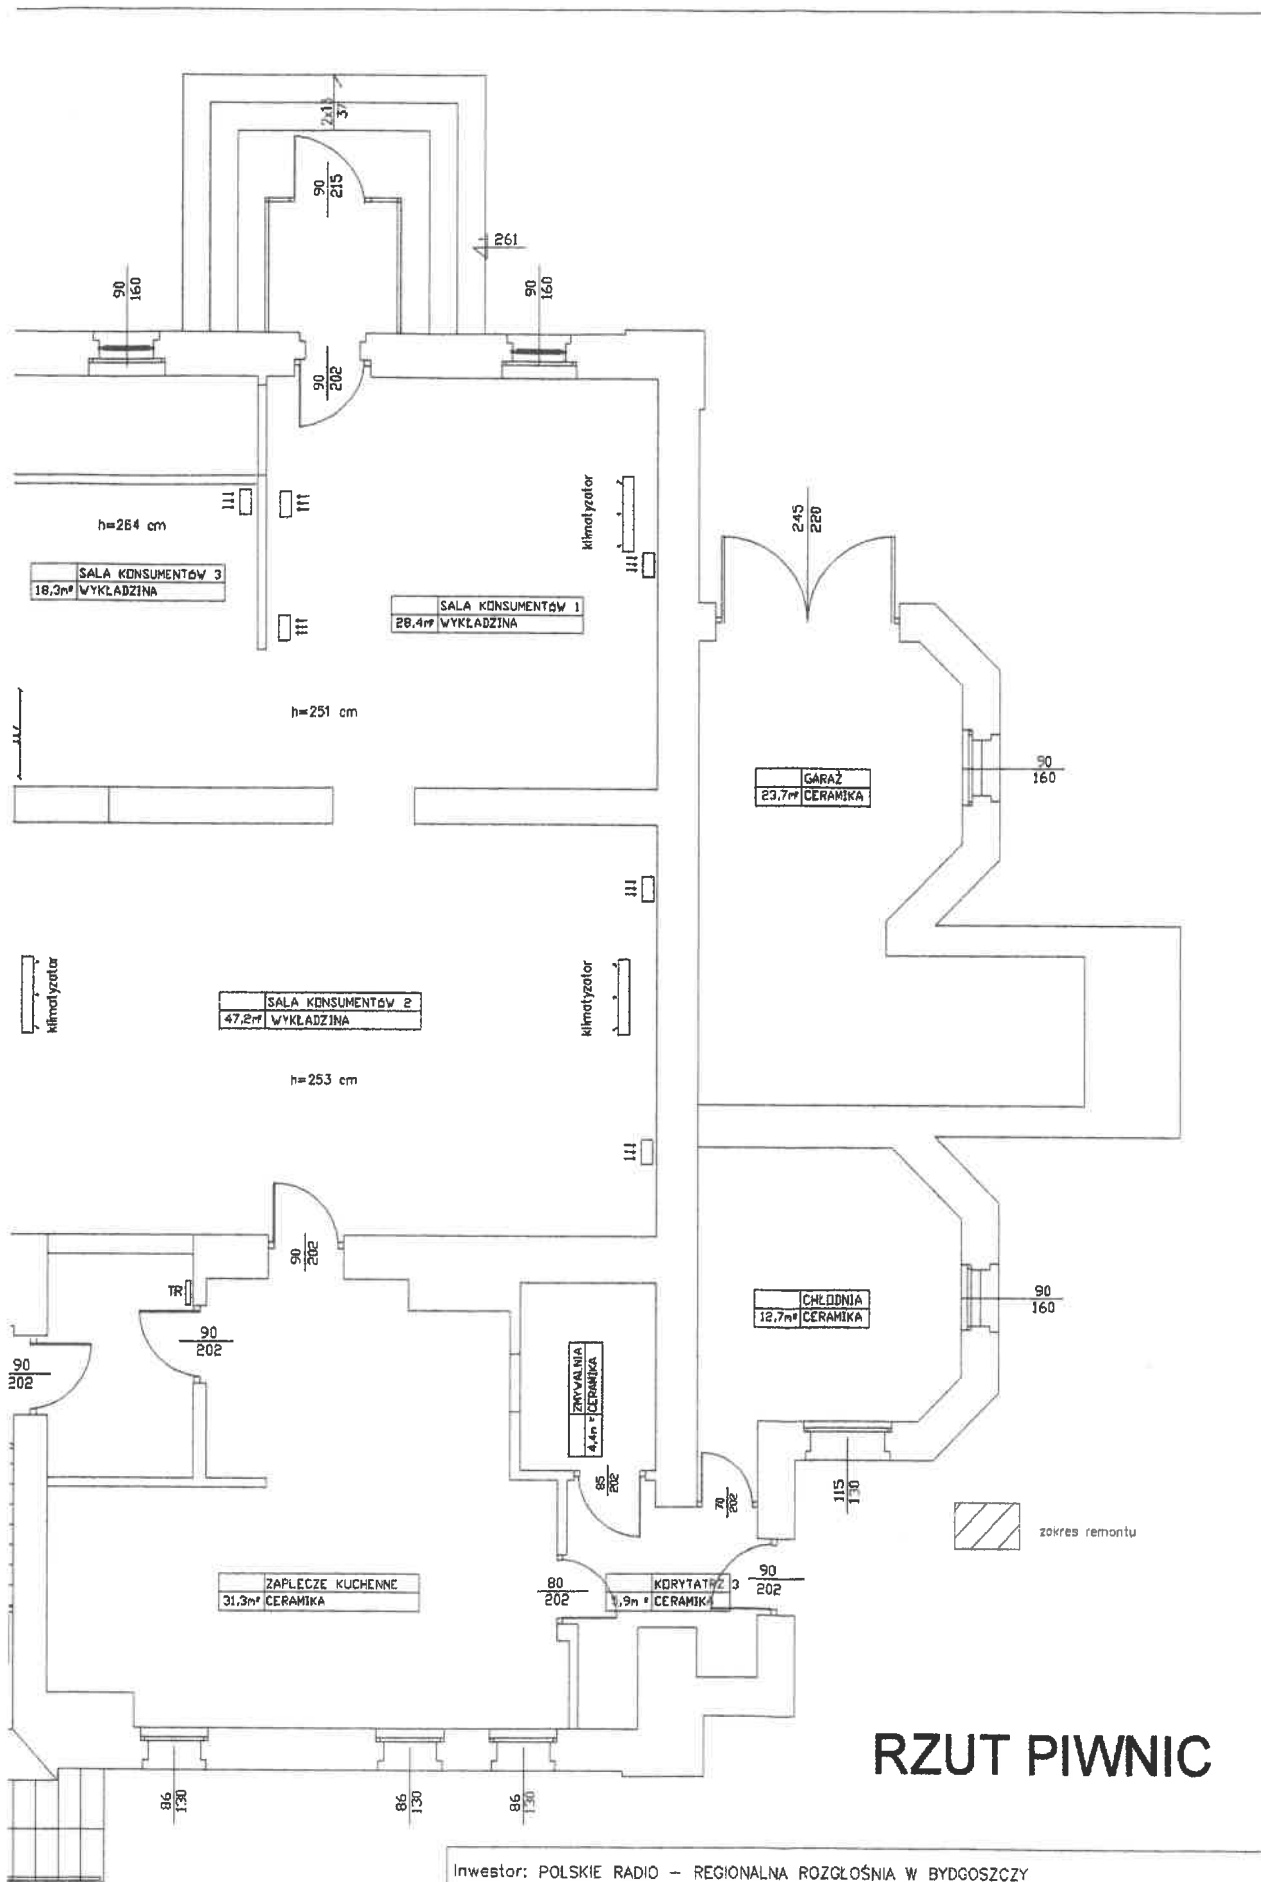 2x13
37
90
215
261
90
160
90
160
90
202
klimatyzator
h=264 cm
245
220
SALA KONSUMENTÓW 3
18,3m² WYKŁADZINA
SALA KONSUMENTÓW 1
28,4m² WYKŁADZINA
h=251 cm
90
160
GARAŻ
23,7m² CERAMIKA
klimatyzator
klimatyzator
SALA KONSUMENTÓW 2
47,2m² WYKŁADZINA
h=253 cm
90
202
TR
90
202
90
202
CHŁODNIA
12,7m² CERAMIKA
90
160
ZMYWALNIA
4,4m² CERAMIKA
85
202
70
202
115
130
zakres remontu
ZAPLECZE KUCHENNE
31,3m² CERAMIKA
80
202
KORYTATRZ 3
,9m² CERAMIKA
90
202
RZUT PIWNIC
86
130
86
130
86
130
Inwestor: POLSKIE RADIO – REGIONALNA ROZGŁOŚNIA W BYDGOSZCZY